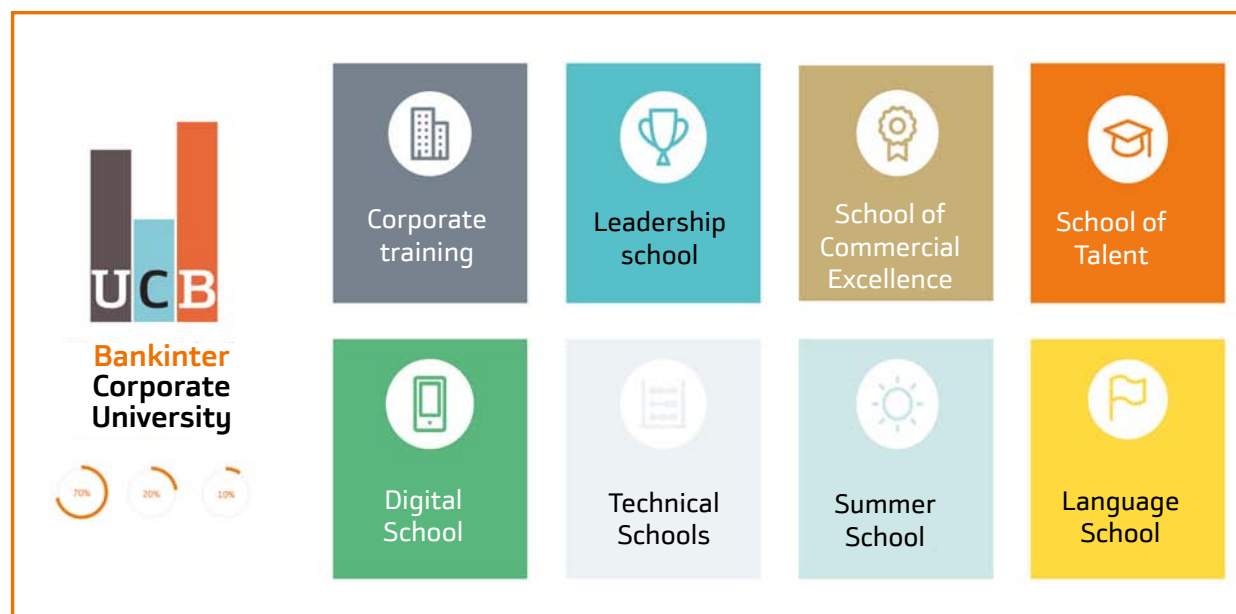 UCB
Bankinter
Corporate
University
70%
20%
10%
Corporate
training
Leadership
school
School of
Commercial
Excellence
School of
Talent
Digital
School
Technical
Schools
Summer
School
Language
School